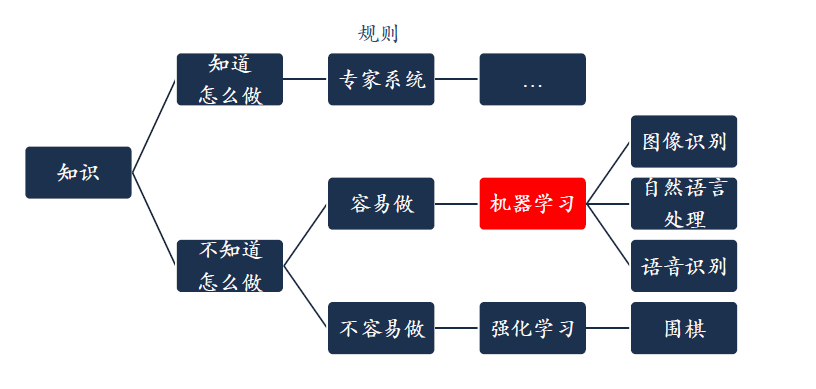 规则
知道
怎么做
专家系统
...
知识
不知道
怎么做
容易做
机器学习
图像识别
自然语言
处理
语音识别
不容易做
强化学习
围棋